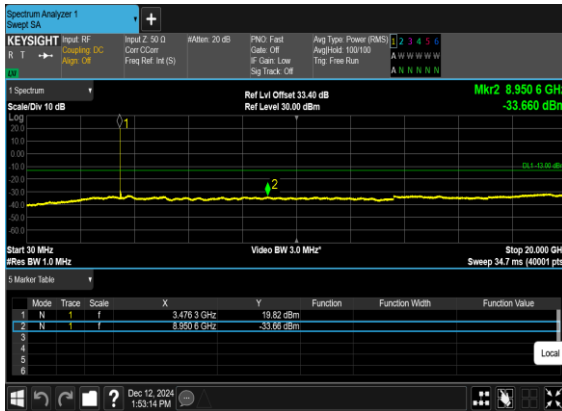 Spectrum Analyzer 1
Swept SA
KEYSIGHT Input: RF
R T Coupling: DC
Align: Off
LNI
Input Z: 50 Ω
Corr CCorr
Freq Ref: Int (S)
#Atten: 20 dB
PNO: Fast
Gate: Off
IF Gain: Low
Sig Track: Off
Avg Type: Power (RMS)
Avg|Hold: 100/100
Trig: Free Run
1 2 3 4 5 6
A W W W W W
A N N N N N
1 Spectrum
Scale/Div 10 dB
Ref Lvl Offset 33.40 dB
Ref Level 30.00 dBm
Mkr2 8.950 6 GHz
-33.660 dBm
Log
20.0
10.0
0.00
-10.0
-20.0
-30.0
-40.0
-50.0
-60.0
1
2
DL1 -13.00 dBm
Start 30 MHz
#Res BW 1.0 MHz
Video BW 3.0 MHz*
Stop 20.000 GHz
Sweep 34.7 ms (40001 pts)
5 Marker Table
Mode Trace Scale X Y Function Function Width Function Value
1 N 1 f 3.476 3 GHz 19.82 dBm
2 N 1 f 8.950 6 GHz -33.66 dBm
3
4
5
6
Local
?
Dec 12, 2024
1:53:14 PM